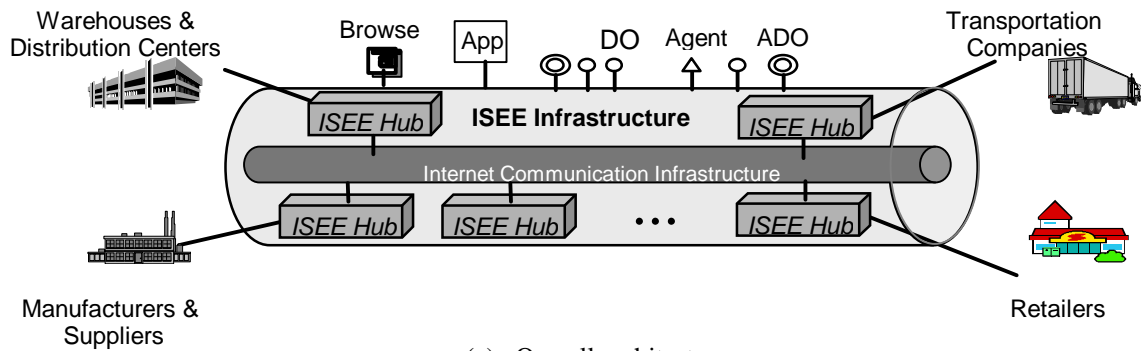 Warehouses &
Distribution Centers
Browse
App
DO
Agent
ADO
Transportation
Companies
ISEE Hub
ISEE Infrastructure
ISEE Hub
Internet Communication Infrastructure
ISEE Hub
ISEE Hub
...
ISEE Hub
Manufacturers &
Suppliers
Retailers